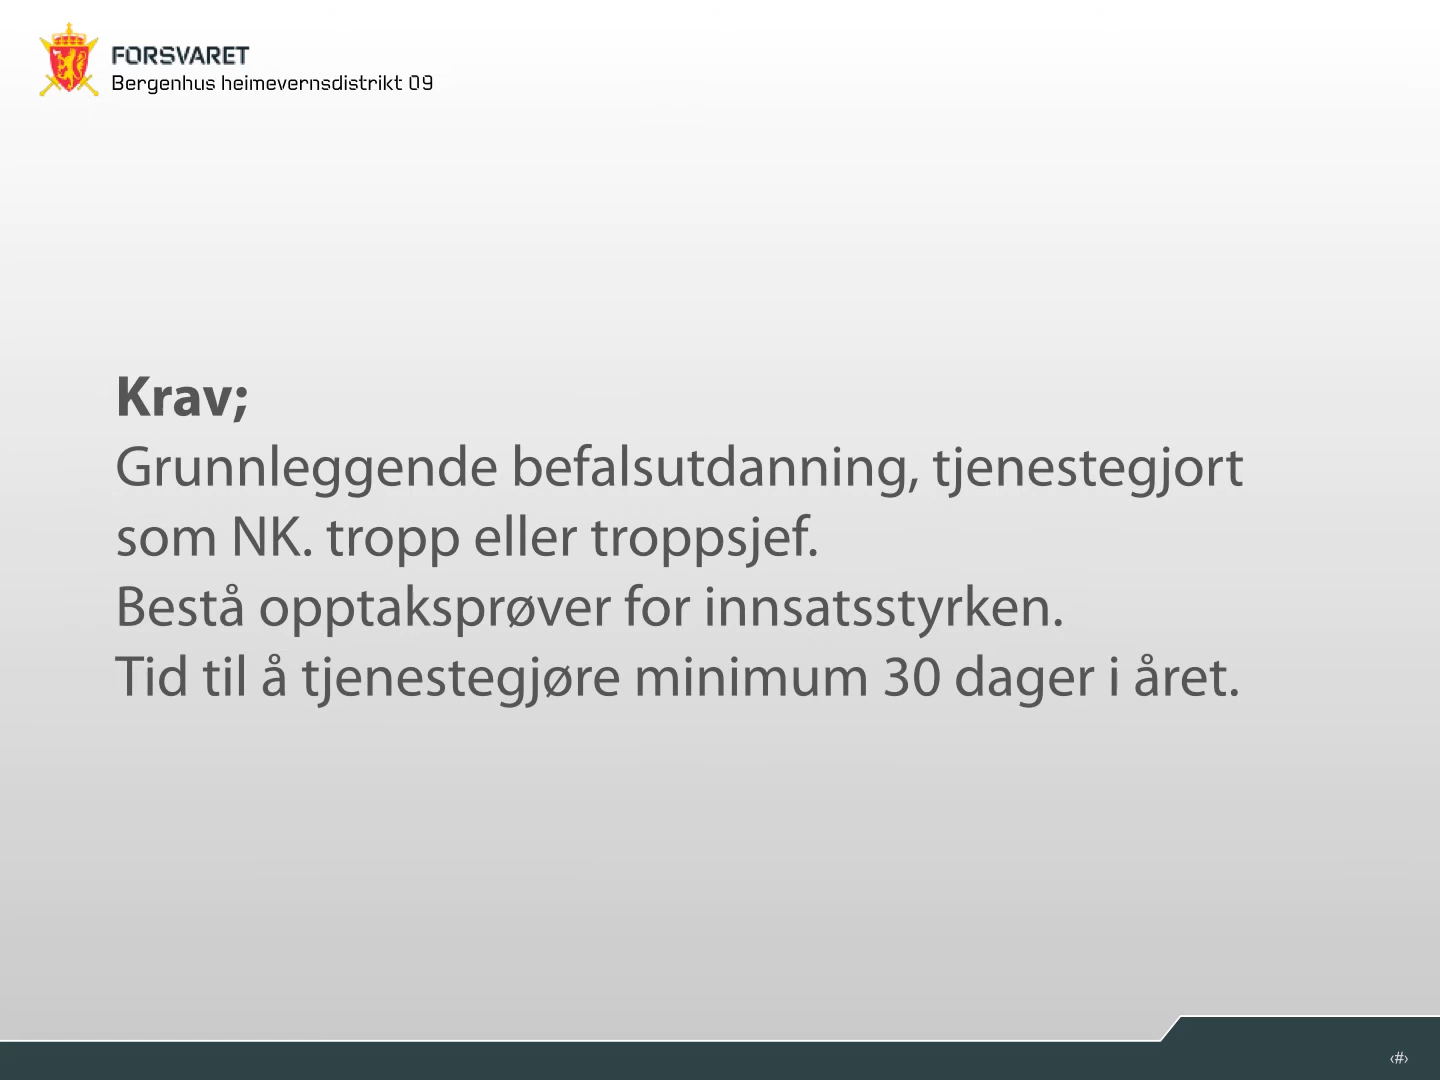 FORSVARET
Bergenhus heimevernsdistrikt 09
Krav;
Grunnleggende befalsutdanning, tjenestegjort
som NK. tropp eller troppsjef.
Bestå opptaksprøver for innsatsstyrken.
Tid til å tjenestegjøre minimum 30 dager i året.
‹#›